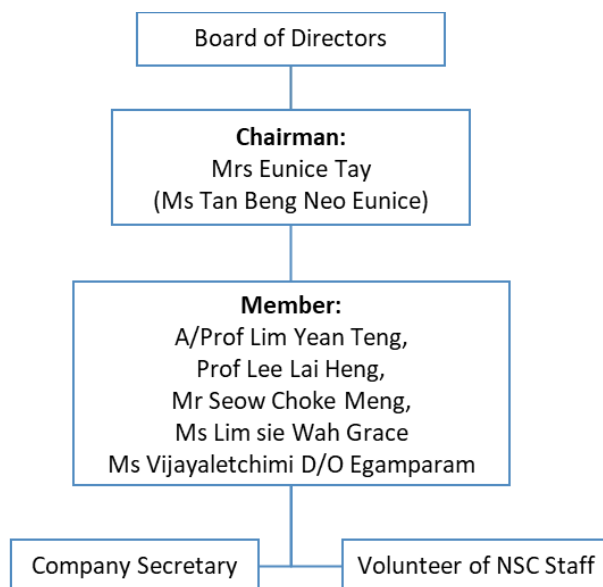 Board of Directors
Chairman:
Mrs Eunice Tay
(Ms Tan Beng Neo Eunice)
Member:
A/Prof Lim Yean Teng,
Prof Lee Lai Heng,
Mr Seow Choke Meng,
Ms Lim sie Wah Grace
Ms Vijayaletchimi D/O Egamparam
Company Secretary
Volunteer of NSC Staff